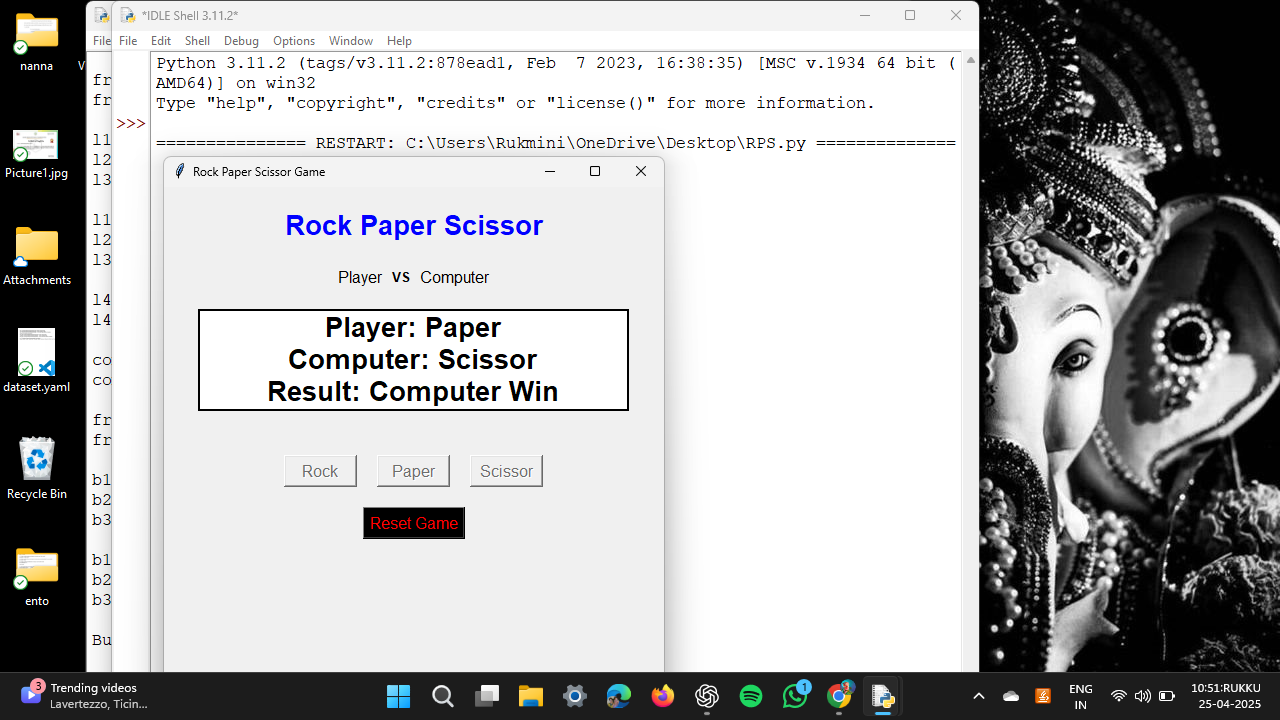 nanna
Picture1.jpg
Attachments
dataset.yaml
Recycle Bin
ento
V
File
fr
fr
l1
l2
l3
l1
l2
l3
l4
l4
co
co
fr
fr
b1
b2
b3
b1
b2
b3
Bu
*IDLE Shell 3.11.2*
File Edit Shell Debug Options Window Help
Python 3.11.2 (tags/v3.11.2:878ead1, Feb  7 2023, 16:38:35) [MSC v.1934 64 bit (
AMD64)] on win32
Type "help", "copyright", "credits" or "license()" for more information.
>>>
=============== RESTART: C:\Users\Rukmini\OneDrive\Desktop\RPS.py ==============
Rock Paper Scissor Game
Rock Paper Scissor
Player VS Computer
Player: Paper
Computer: Scissor
Result: Computer Win
Rock Paper Scissor
Reset Game
3
Trending videos
Lavertezzo, Ticin...
1
ENG
IN
10:51:RUKKU
25-04-2025